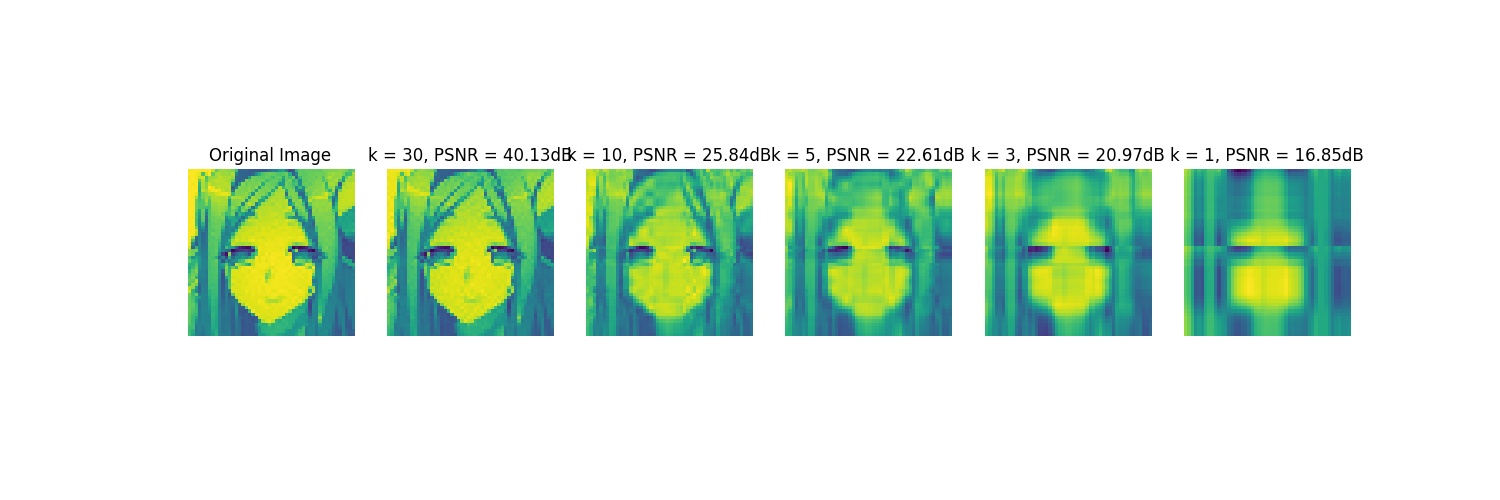 Original Image
k = 30, PSNR = 40.13dB
k = 10, PSNR = 25.84dB
k = 5, PSNR = 22.61dB
k = 3, PSNR = 20.97dB
k = 1, PSNR = 16.85dB